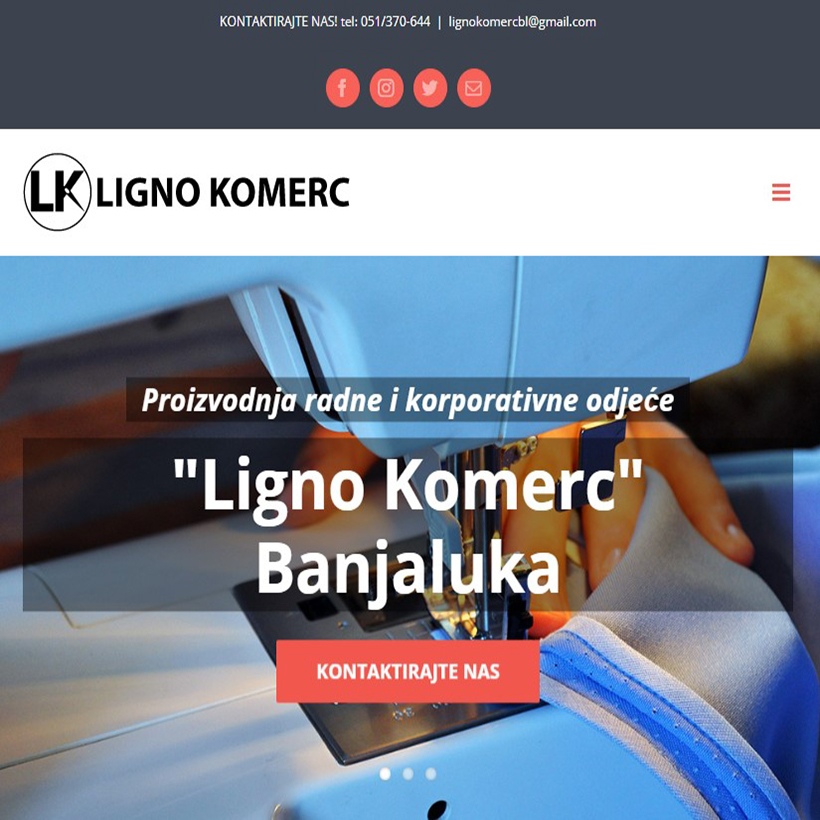 KONTAKTIRAJTE NAS! tel: 051/370-644 | lignokomercbl@gmail.com
LK LIGNO KOMERC
Proizvodnja radne i korporativne odjeće
"Ligno Komerc"
Banjaluka
KONTAKTIRAJTE NAS